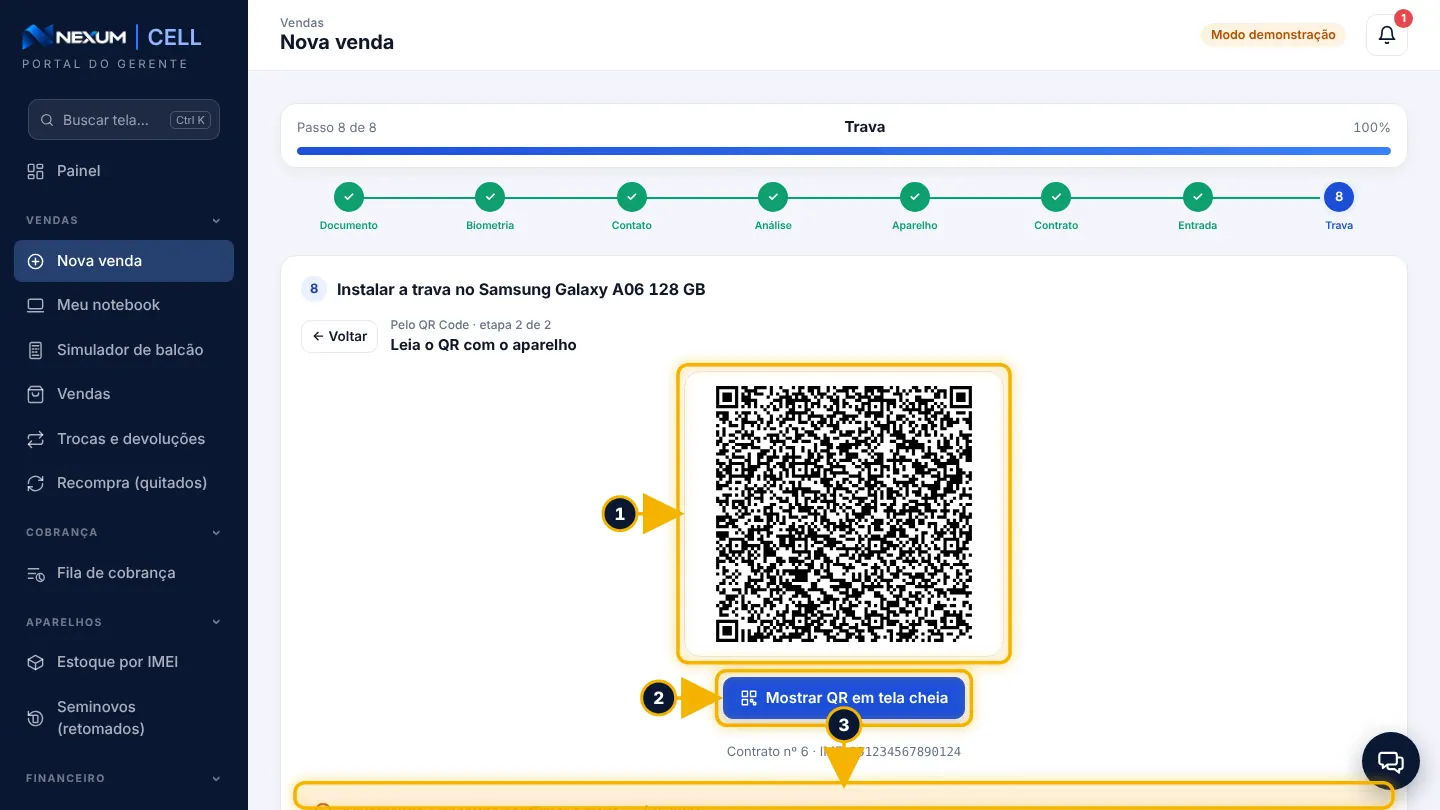 NEXUM | CELL
PORTAL DO GERENTE
Buscar tela... Ctrl K
Painel
VENDAS
Nova venda
Meu notebook
Simulador de balcão
Vendas
Trocas e devoluções
Recompra (quitados)
COBRANÇA
Fila de cobrança
APARELHOS
Estoque por IMEI
Seminovos
(retomados)
FINANCEIRO
Vendas
Nova venda
Modo demonstração
1
Passo 8 de 8
Trava
100%
8
Documento
Biometria
Contato
Análise
Aparelho
Contrato
Entrada
Trava
8 Instalar a trava no Samsung Galaxy A06 128 GB
← Voltar
Pelo QR Code · etapa 2 de 2
Leia o QR com o aparelho
1
2
Mostrar QR em tela cheia
3
Contrato nº 6 ·